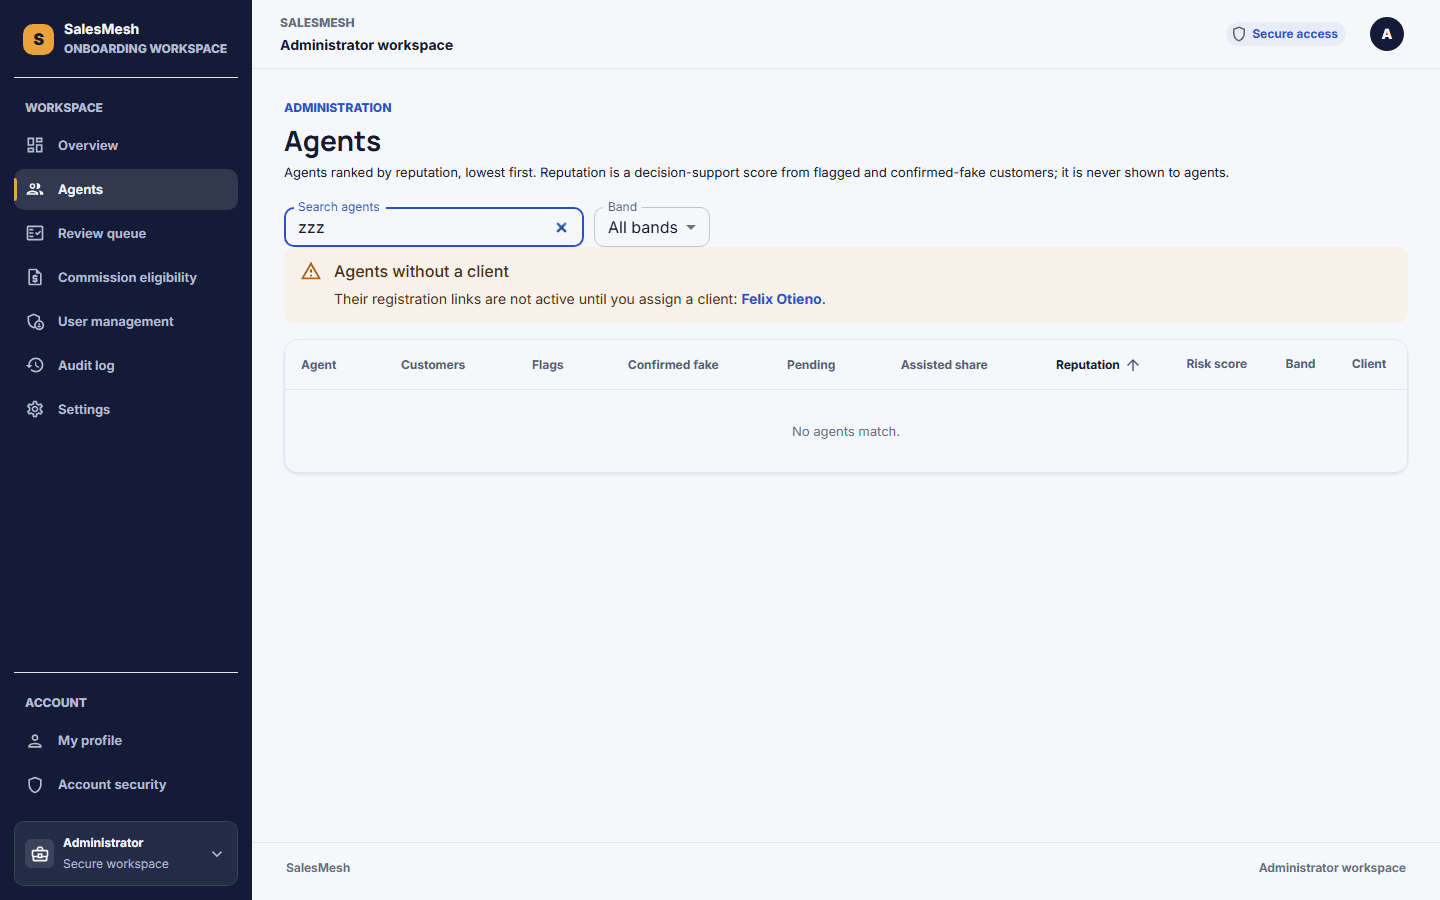 S
SalesMesh
ONBOARDING WORKSPACE
WORKSPACE
Overview
Agents
Review queue
Commission eligibility
User management
Audit log
Settings
ACCOUNT
My profile
Account security
Administrator
Secure workspace
SALESMESH
Administrator workspace
Secure access
A
ADMINISTRATION
Agents
Agents ranked by reputation, lowest first. Reputation is a decision-support score from flagged and confirmed-fake customers; it is never shown to agents.
Search agents
zzz
Band
All bands
Agents without a client
Their registration links are not active until you assign a client: Felix Otieno.
Agent Customers Flags Confirmed fake Pending Assisted share Reputation Risk score Band Client
No agents match.
SalesMesh
Administrator workspace